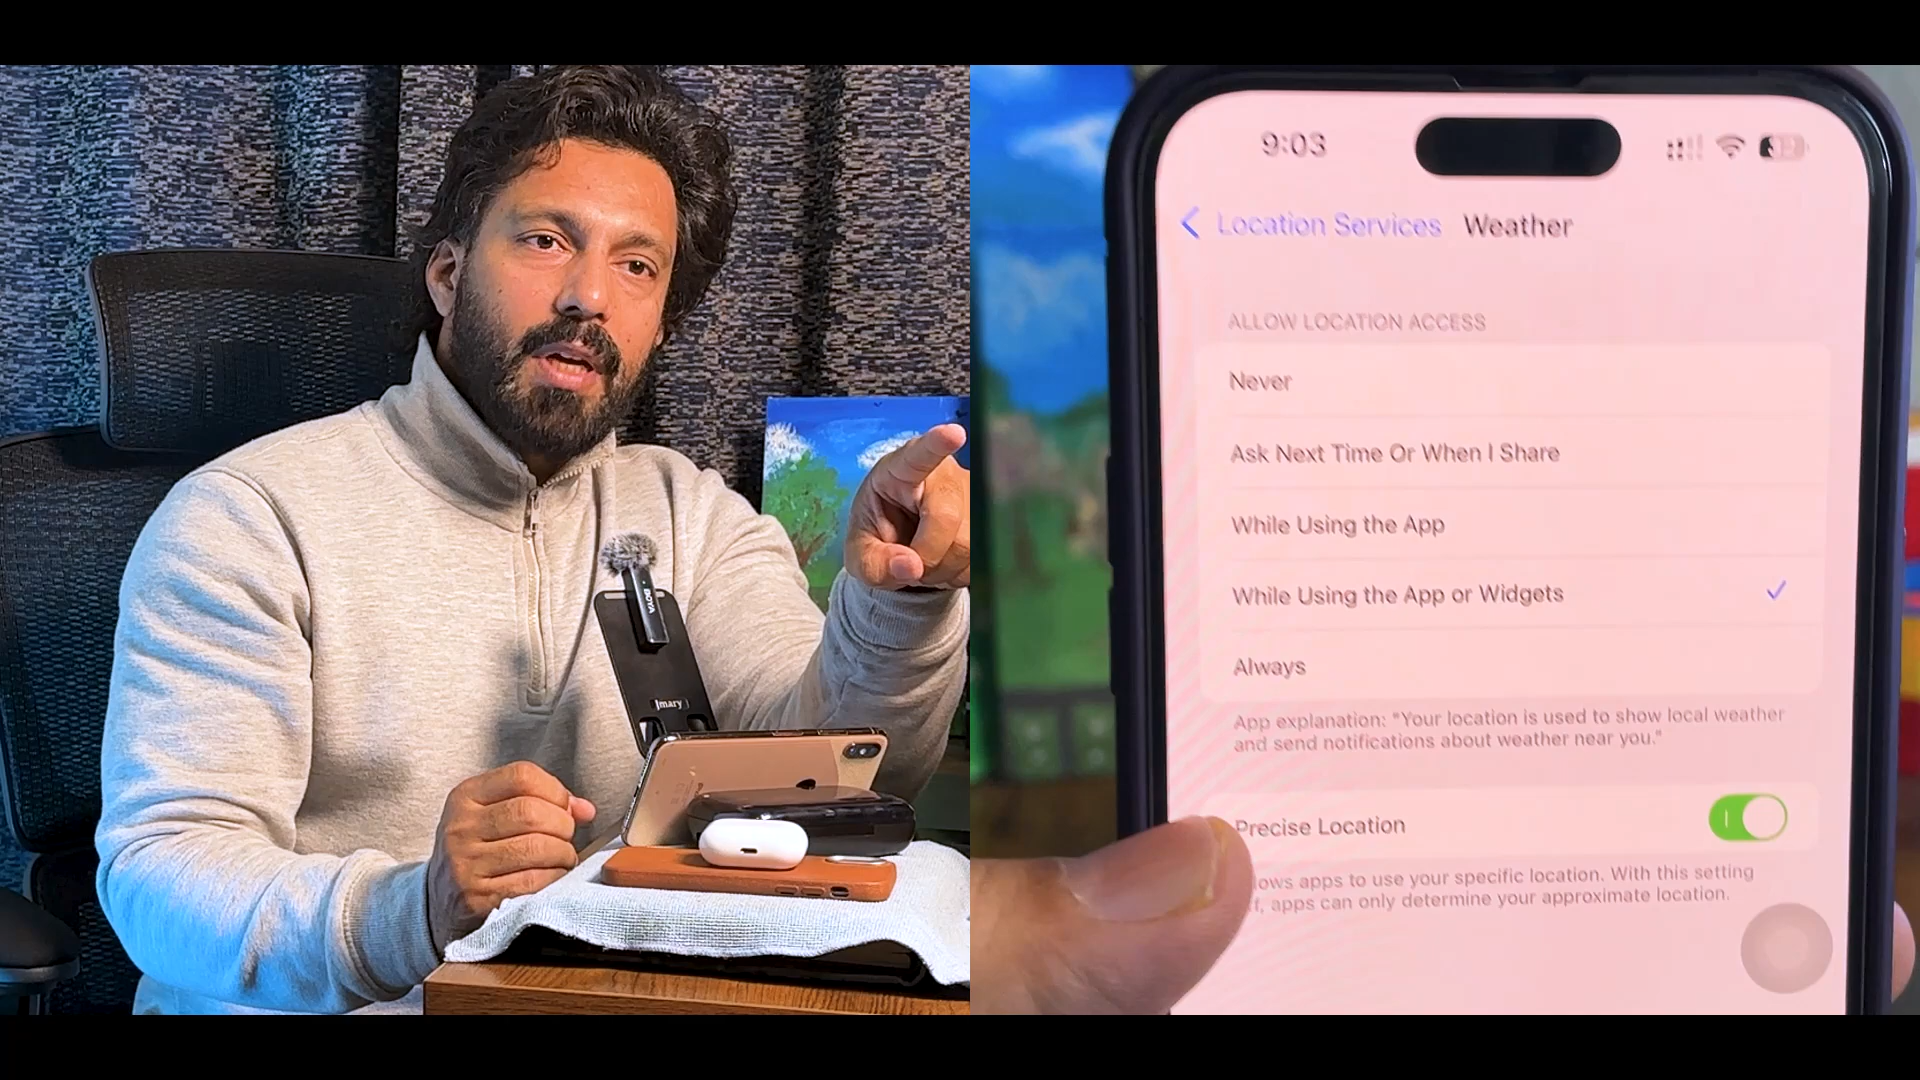 BOYA
Jmary
9:03
Location Services Weather
ALLOW LOCATION ACCESS
Never
Ask Next Time Or When I Share
While Using the App
While Using the App or Widgets
Always
App explanation: “Your location is used to show local weather
and send notifications about weather near you.”
Precise Location
lows apps to use your specific location. With this setting
f, apps can only determine your approximate location.